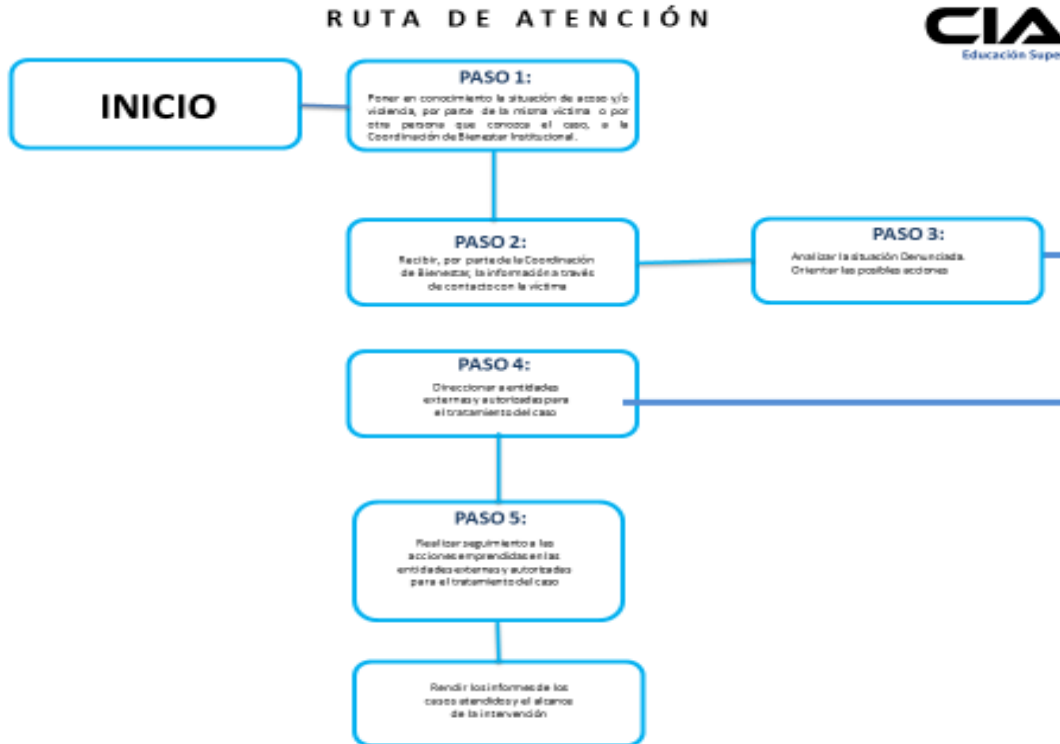 RUTA DE ATENCIÓN
CIA
Educación Supe
INICIO
PASO 1:
Poner en conocimiento la situación de acoso y/o
violencia, por parte de la misma víctima o por
otra persona que conozca el caso, a la
Coordinación de Bienestar Institucional.
PASO 2:
Recibir, por parte de la Coordinación
de Bienestar, la información a través
de contacto con la víctima
PASO 3:
Analizar la situación Denunciada.
Orientar las posibles acciones
PASO 4:
Direccionar a entidades
externas y autorizadas para
el tratamiento del caso
PASO 5:
Realizar seguimiento a las
acciones emprendidas en las
entidades externas y autorizadas
para el tratamiento del caso
Rendir los informes de los
casos atendidos y el alcance
de la intervención